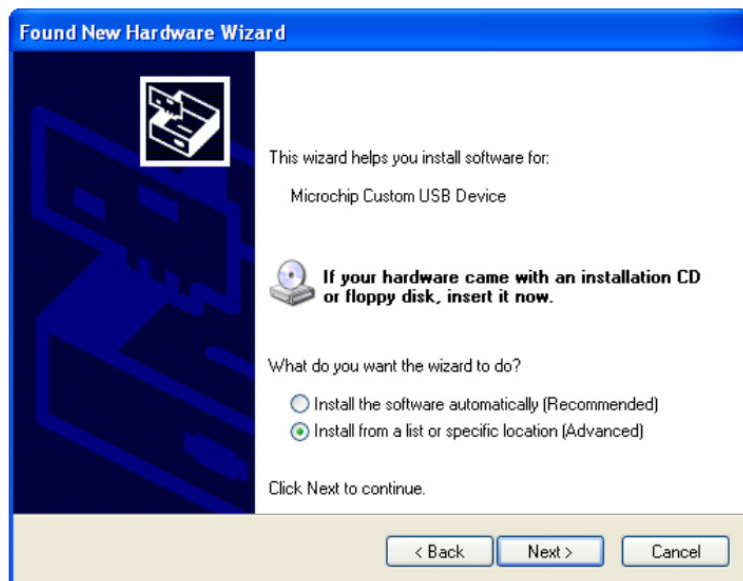 Found New Hardware Wizard
This wizard helps you install software for:
Microchip Custom USB Device
If your hardware came with an installation CD
or floppy disk, insert it now.
What do you want the wizard to do?
Install the software automatically (Recommended)
Install from a list or specific location (Advanced)
Click Next to continue.
< Back
Next >
Cancel